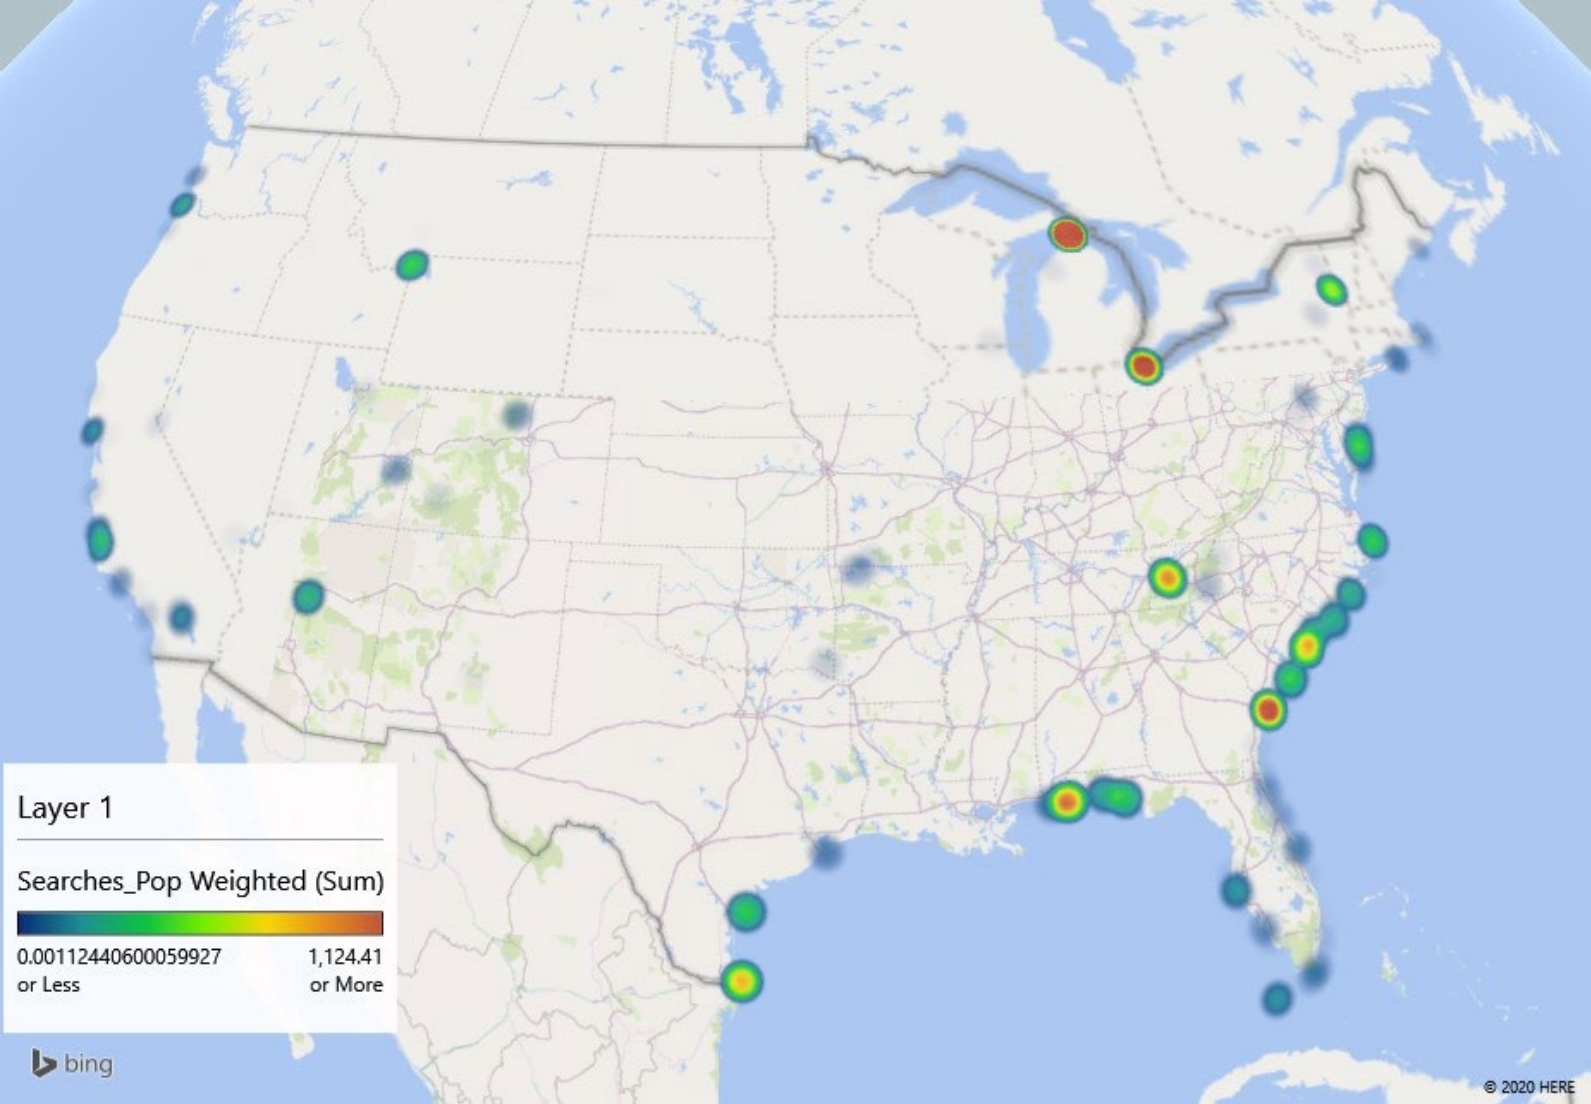 Layer 1
Searches_Pop Weighted (Sum)
0.00112440600059927 1,124.41
or Less or More
bing
© 2020 HERE